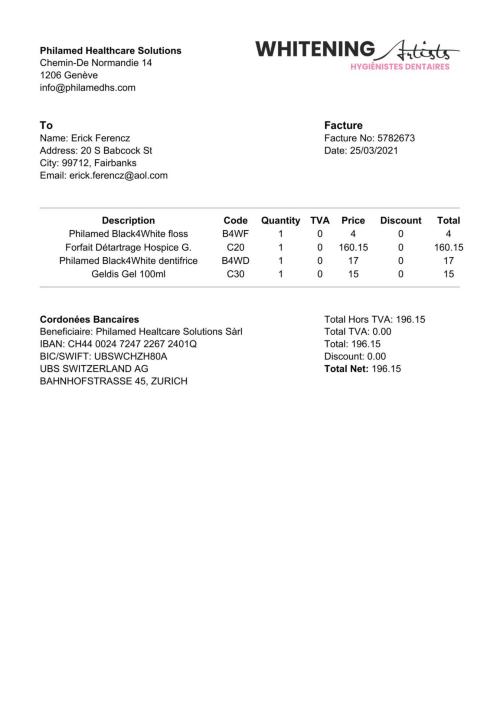 Philamed Healthcare Solutions
Chemin-De Normandie 14
1206 Genève
info@philamedhs.com
WHITENING Artists
HYGIÉNISTES DENTAIRES
To
Name: Erick Ferencz
Address: 20 S Babcock St
City: 99712, Fairbanks
Email: erick.ferencz@aol.com
Facture
Facture No: 5782673
Date: 25/03/2021
Description Code Quantity TVA Price Discount Total
Philamed Black4White floss B4WF 1 0 4 0 4
Forfait Détartrage Hospice G. C20 1 0 160.15 0 160.15
Philamed Black4White dentifrice B4WD 1 0 17 0 17
Geldis Gel 100ml C30 1 0 15 0 15
Cordonées Bancaires
Beneficiaire: Philamed Healtcare Solutions Sàrl
IBAN: CH44 0024 7247 2267 2401Q
BIC/SWIFT: UBSWCHZH80A
UBS SWITZERLAND AG
BAHNHOFSTRASSE 45, ZURICH
Total Hors TVA: 196.15
Total TVA: 0.00
Total: 196.15
Discount: 0.00
Total Net: 196.15